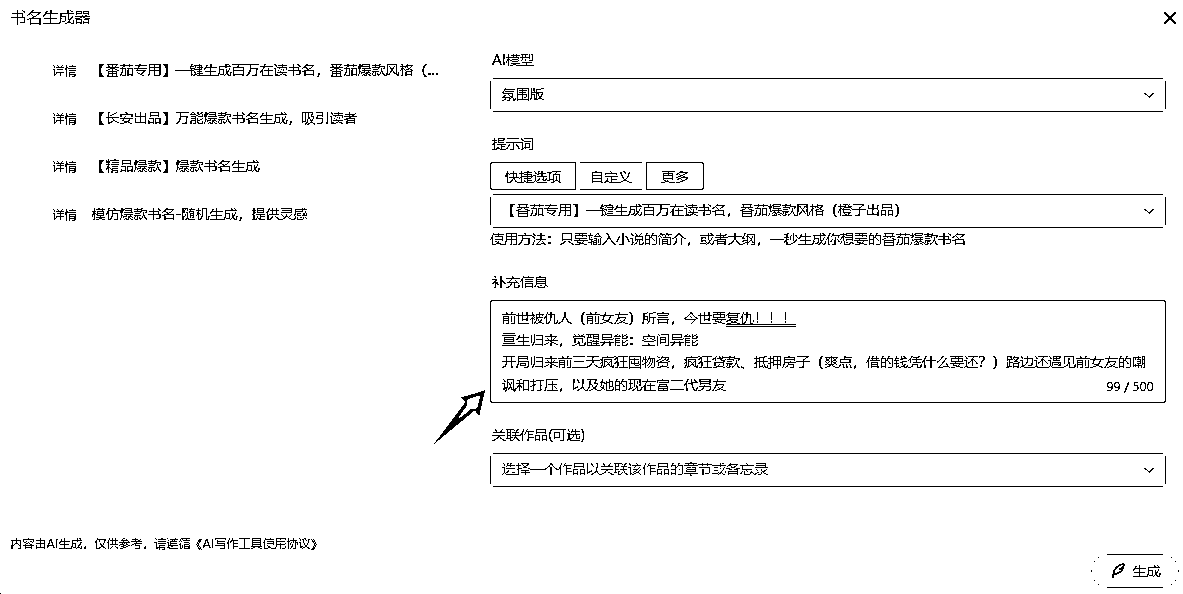 书名生成器
详情 【番茄专用】一键生成百万在读书名，番茄爆款风格（...
详情 【长安出品】万能爆款书名生成，吸引读者
详情 【精品爆款】爆款书名生成
详情 模仿爆款书名-随机生成，提供灵感
AI模型
氛围版
提示词
快捷选项 自定义 更多
【番茄专用】一键生成百万在读书名，番茄爆款风格（橙子出品）
使用方法：只要输入小说的简介，或者大纲，一秒生成你想要的番茄爆款书名
补充信息
前世被仇人（前女友）所言，今世要复仇！！！
重生归来，觉醒异能：空间异能
开局归来前三天疯狂囤物资，疯狂贷款、抵押房子（爽点，借的钱凭什么要还？）路边还遇见前女友的嘲
讽和打压，以及她的现在富二代男友
99 / 500
关联作品(可选)
选择一个作品以关联该作品的章节或备忘录
内容由AI生成，仅供参考，请遵循《AI写作工具使用协议》
生成